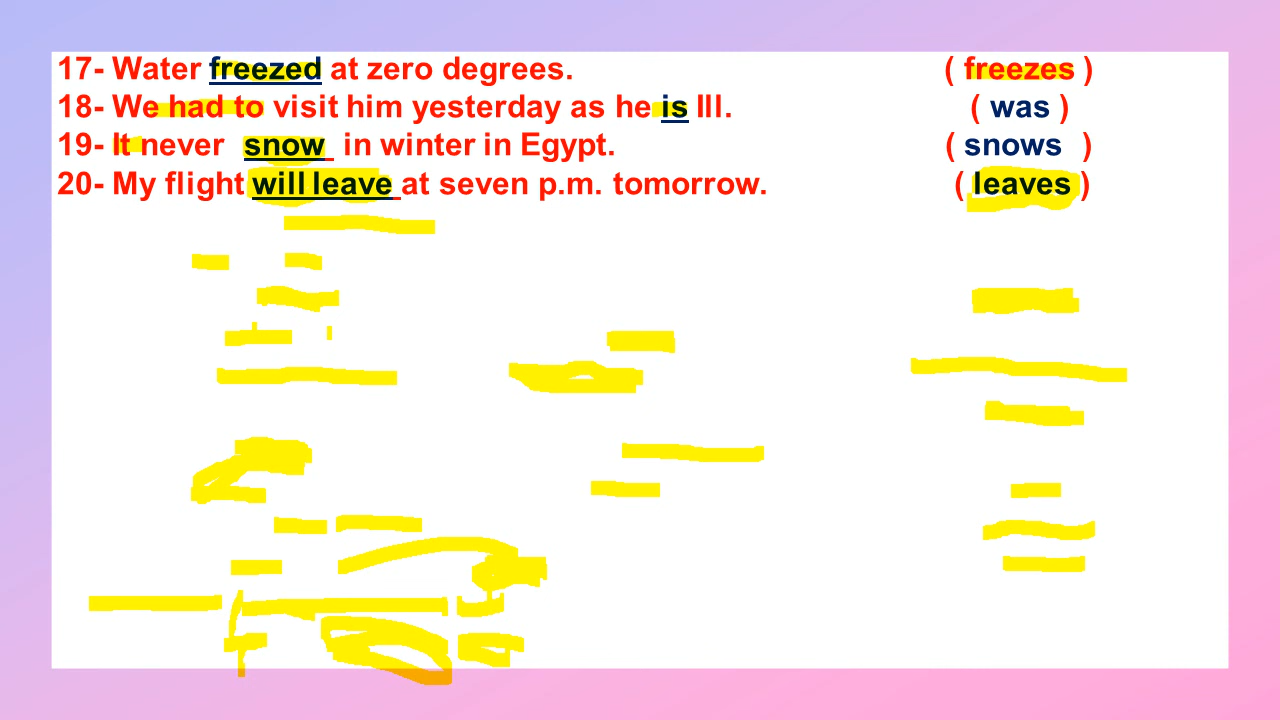 17- Water freezed at zero degrees. ( freezes )
18- We had to visit him yesterday as he is Ill. ( was )
19- It never snow in winter in Egypt. ( snows )
20- My flight will leave at seven p.m. tomorrow. ( leaves )